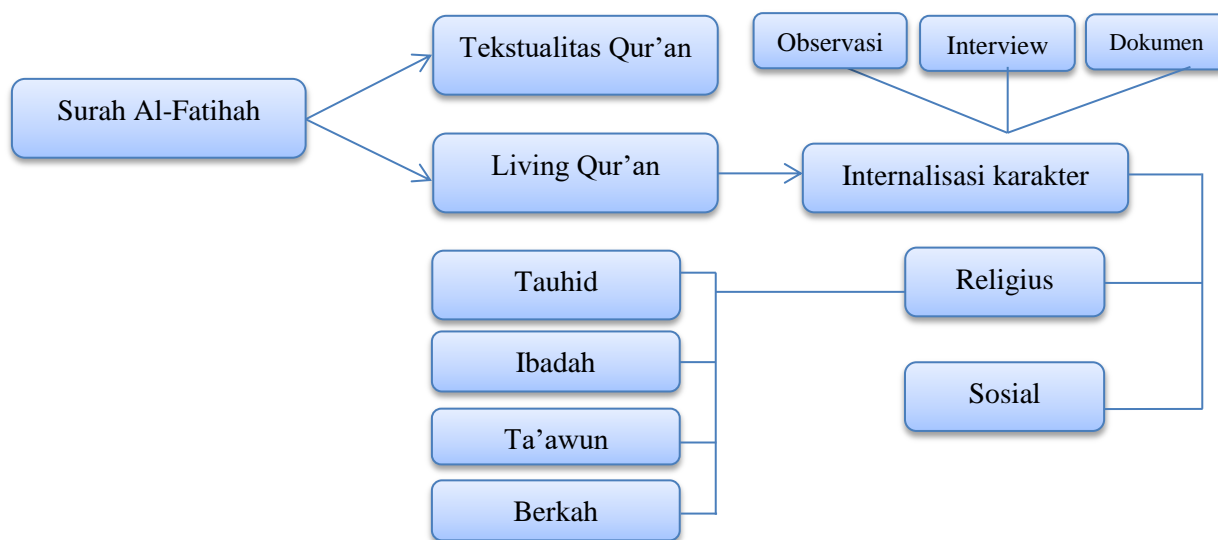 Surah Al-Fatihah
Tekstualitas Qur’an
Living Qur’an
Observasi
Interview
Dokumen
Internalisasi karakter
Religius
Sosial
Tauhid
Ibadah
Ta’awun
Berkah